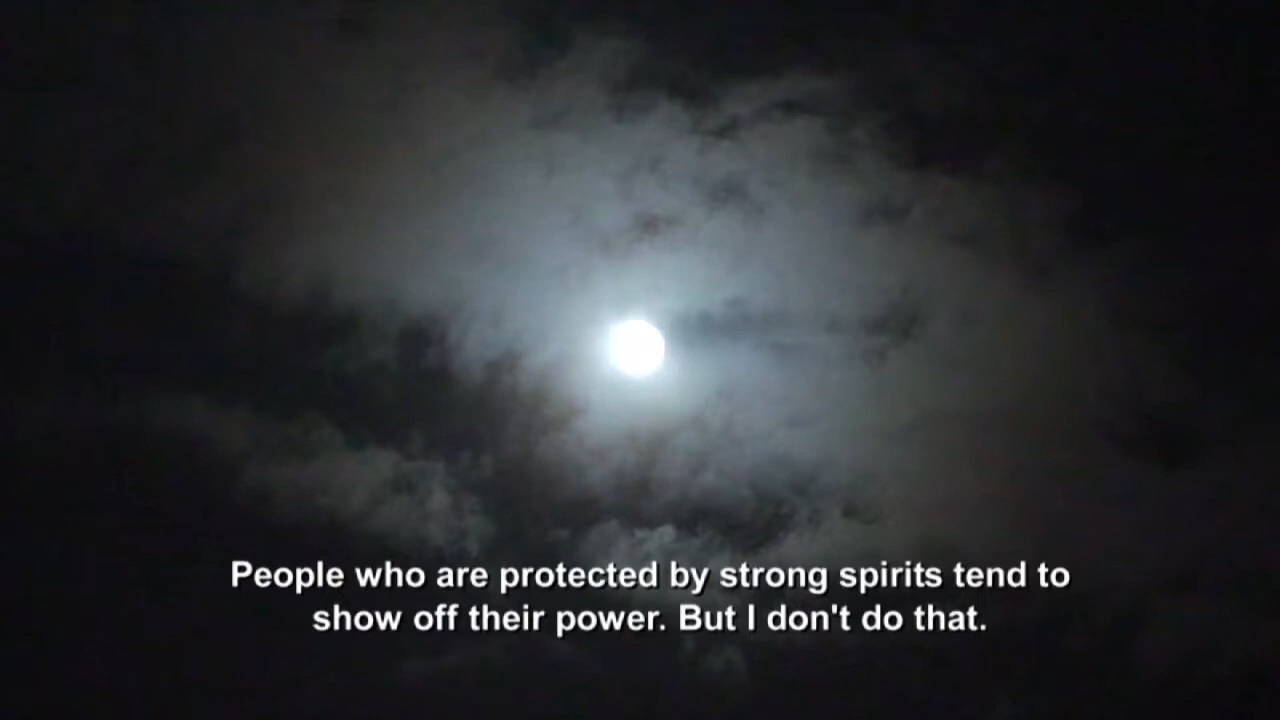 People who are protected by strong spirits tend to
show off their power. But I don't do that.